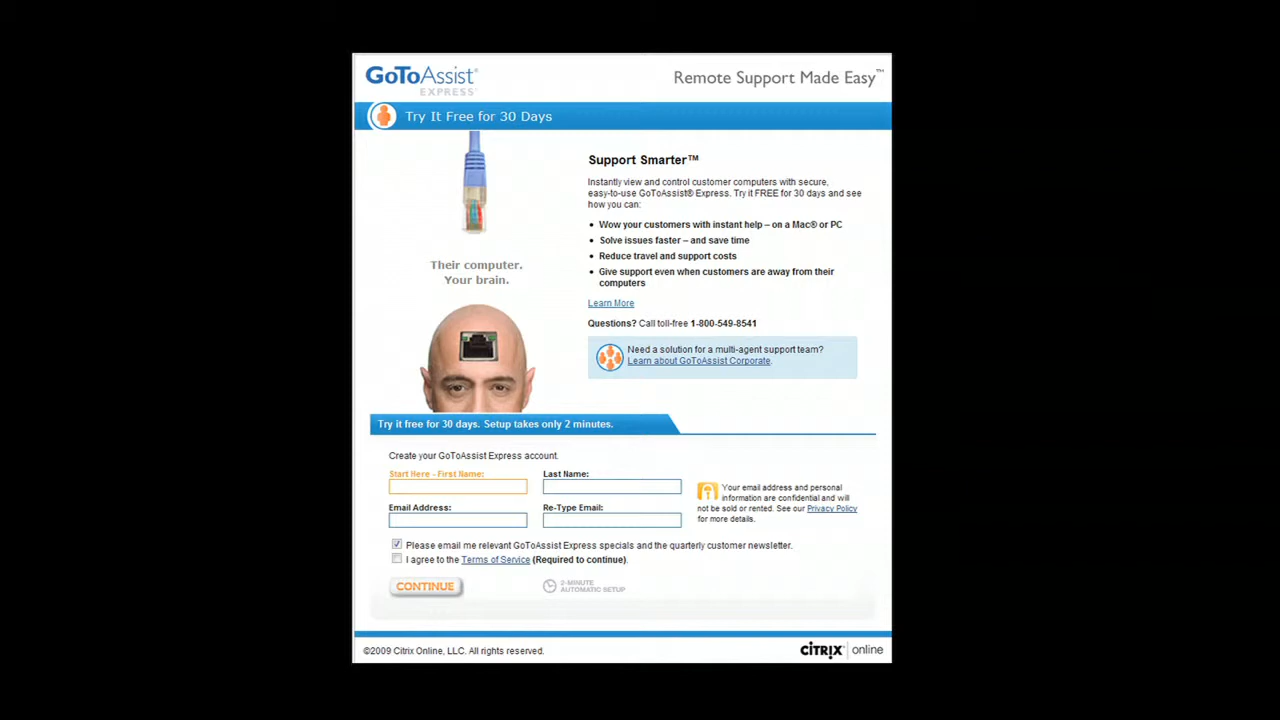 GoToAssist®
EXPRESS™
Remote Support Made Easy™
Try It Free for 30 Days
Their computer.
Your brain.
Support Smarter™
Instantly view and control customer computers with secure,
easy-to-use GoToAssist® Express. Try it FREE for 30 days and see
how you can:
• Wow your customers with instant help – on a Mac® or PC
• Solve issues faster – and save time
• Reduce travel and support costs
• Give support even when customers are away from their
computers
Learn More
Questions? Call toll-free 1-800-549-8541
Need a solution for a multi-agent support team?
Learn about GoToAssist Corporate.
Try it free for 30 days. Setup takes only 2 minutes.
Create your GoToAssist Express account.
Start Here - First Name:
Last Name:
Email Address:
Re-Type Email:
Your email address and personal
information are confidential and will
not be sold or rented. See our Privacy Policy
for more details.
Please email me relevant GoToAssist Express specials and the quarterly customer newsletter.
I agree to the Terms of Service (Required to continue).
CONTINUE
2-MINUTE
AUTOMATIC SETUP
©2009 Citrix Online, LLC. All rights reserved.
CİTRIX® online